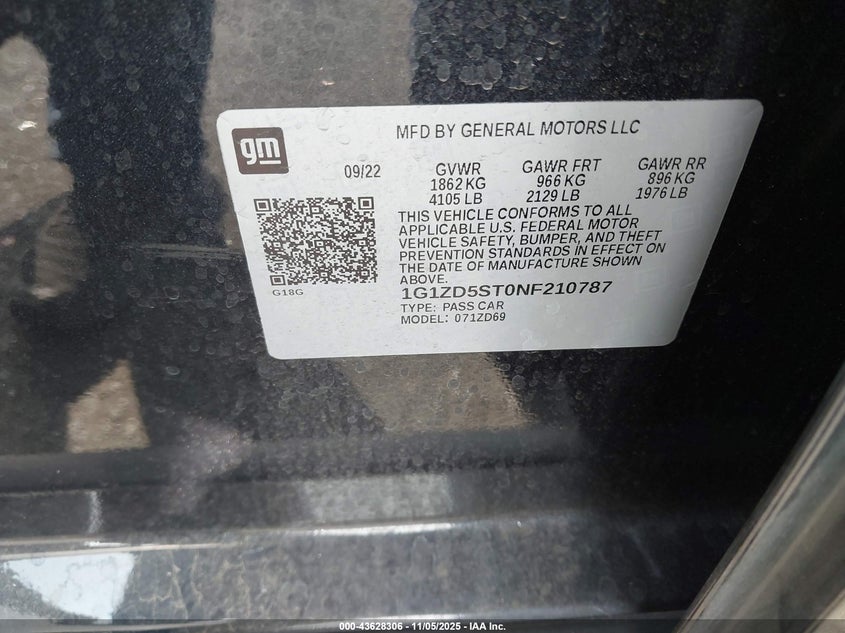 gm
MFD BY GENERAL MOTORS LLC
09/22
GVWR
1862 KG
4105 LB
GAWR FRT
966 KG
2129 LB
GAWR RR
896 KG
1976 LB
THIS VEHICLE CONFORMS TO ALL
APPLICABLE U.S. FEDERAL MOTOR
VEHICLE SAFETY, BUMPER, AND THEFT
PREVENTION STANDARDS IN EFFECT ON
THE DATE OF MANUFACTURE SHOWN
ABOVE.
G18G
1G1ZD5ST0NF210787
TYPE: PASS CAR
MODEL: 071ZD69
000-43628306 - 11/05/2025 - IAA Inc.